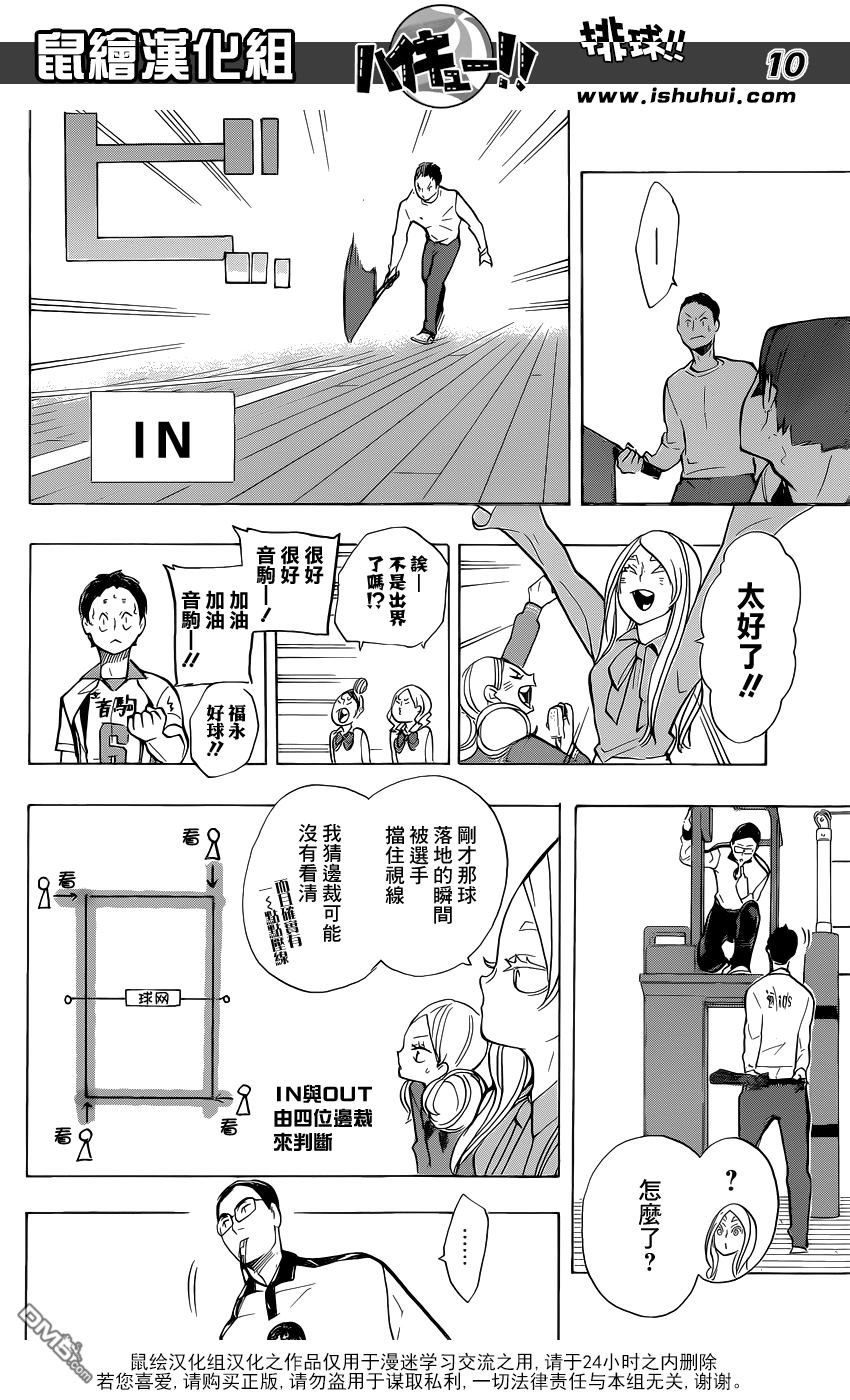 鼠繪漢化組
ハイキュー!!
排球!!
10
www.ishuhui.com
—
IN
太好了!!
誒—
不是出界
了嗎!?
很好
很好
音駒—!
加油
加油
音駒!!
福永
好球!!
音駒
6
?
怎麼了?
剛才那球
落地的瞬間
被選手
擋住視線
我猜邊裁可能
沒有看清
而且確實有
一點點壓線
看
看
球网
看
看
IN與OUT
由四位邊裁
來判斷
……
鼠绘汉化组汉化之作品仅用于漫迷学习交流之用, 请于24小时之内删除
若您喜爱, 请购买正版, 请勿盗用于谋取私利, 一切法律责任与本组无关, 谢谢。